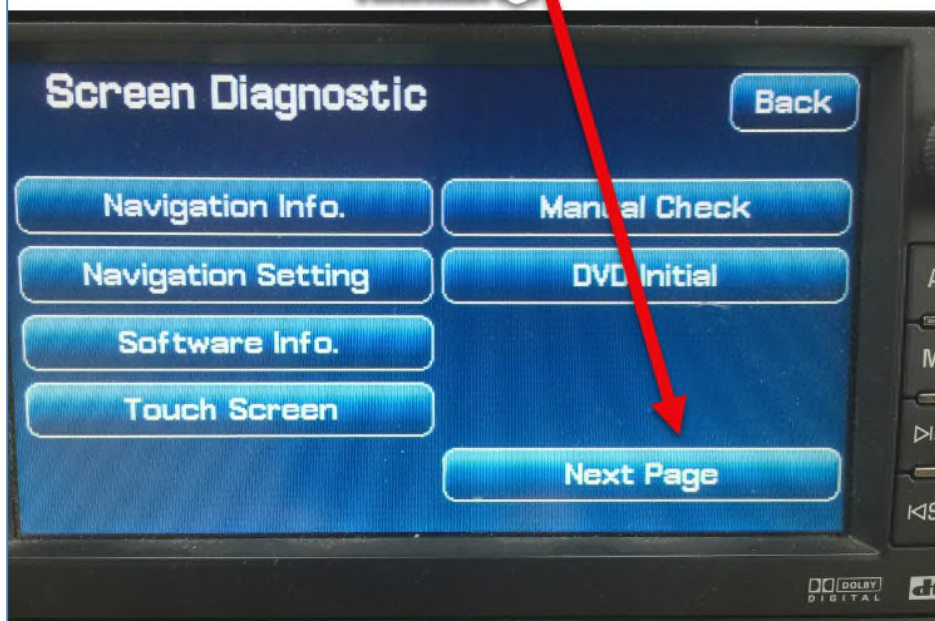 Screen Diagnostic
Back
Navigation Info.
Manual Check
Navigation Setting
DVD Initial
Software Info.
Touch Screen
Next Page
DOLBY
DIGITAL